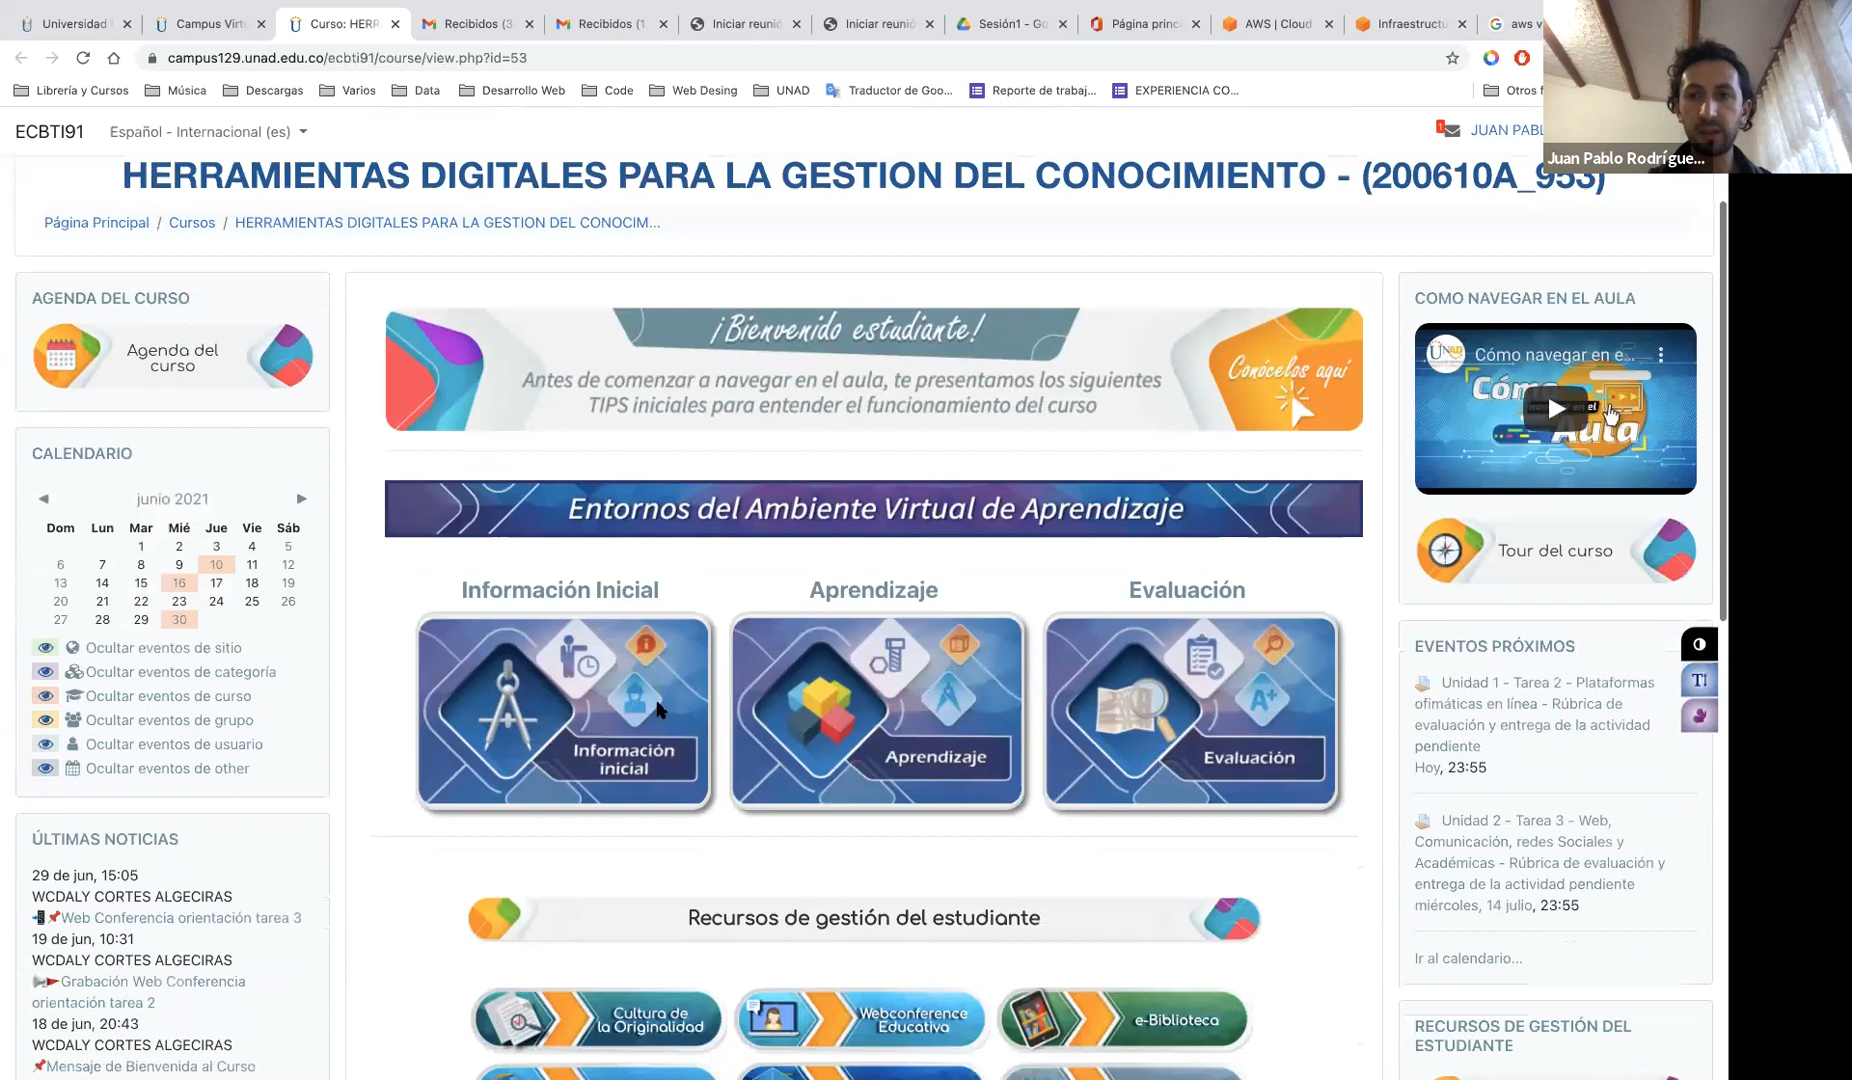 Universidad
Campus Virtu
Curso: HERR
Recibidos (3
Recibidos (1
Iniciar reunió
Iniciar reunió
Sesión1 - Go
Página princ
AWS | Cloud
Infraestructu
aws v
campus129.unad.edu.co/ecbti91/course/view.php?id=53
Librería y Cursos
Música
Descargas
Varios
Data
Desarrollo Web
Code
Web Desing
UNAD
Traductor de Goo...
Reporte de trabaj...
EXPERIENCIA CO...
Otros f
ECBTI91
Español - Internacional (es)
1
JUAN PABL
Juan Pablo Rodrígue...
HERRAMIENTAS DIGITALES PARA LA GESTION DEL CONOCIMIENTO - (200610A_953)
Página Principal / Cursos / HERRAMIENTAS DIGITALES PARA LA GESTION DEL CONOCIM...
AGENDA DEL CURSO
Agenda del
curso
CALENDARIO
junio 2021
Dom Lun Mar Mié Jue Vie Sáb
1 2 3 4 5
6 7 8 9 10 11 12
13 14 15 16 17 18 19
20 21 22 23 24 25 26
27 28 29 30
Ocultar eventos de sitio
Ocultar eventos de categoría
Ocultar eventos de curso
Ocultar eventos de grupo
Ocultar eventos de usuario
Ocultar eventos de other
ÚLTIMAS NOTICIAS
29 de jun, 15:05
WCDALY CORTES ALGECIRAS
Web Conferencia orientación tarea 3
19 de jun, 10:31
WCDALY CORTES ALGECIRAS
Grabación Web Conferencia
orientación tarea 2
18 de jun, 20:43
WCDALY CORTES ALGECIRAS
Mensaje de Bienvenida al Curso
¡Bienvenido estudiante!
Antes de comenzar a navegar en el aula, te presentamos los siguientes
TIPS iniciales para entender el funcionamiento del curso
Conócelos aquí
Entornos del Ambiente Virtual de Aprendizaje
Información Inicial
Aprendizaje
Evaluación
Información
inicial
Aprendizaje
A+
Evaluación
Recursos de gestión del estudiante
Cultura de
la Originalidad
Webconference
Educativa
e-Biblioteca
COMO NAVEGAR EN EL AULA
UNAD
Cómo navegar en e...
Cómo
navegar en el
Aula
Tour del curso
EVENTOS PRÓXIMOS
Unidad 1 - Tarea 2 - Plataformas
ofimáticas en línea - Rúbrica de
evaluación y entrega de la actividad
pendiente
Hoy, 23:55
Unidad 2 - Tarea 3 - Web,
Comunicación, redes Sociales y
Académicas - Rúbrica de evaluación y
entrega de la actividad pendiente
miércoles, 14 julio, 23:55
Ir al calendario...
RECURSOS DE GESTIÓN DEL
ESTUDIANTE